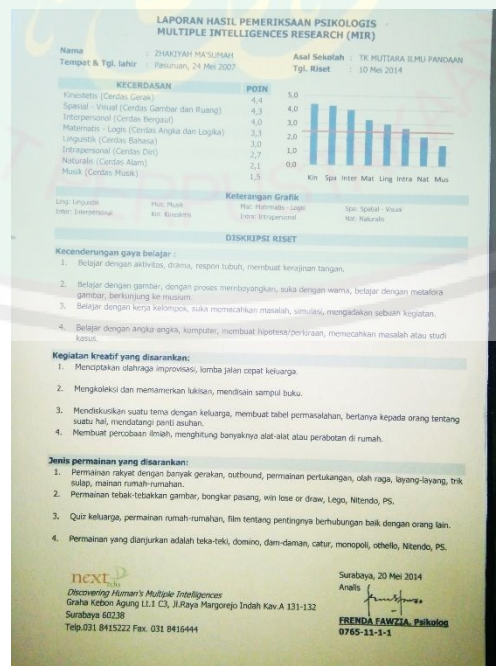 LAPORAN HASIL PEMERIKSAAN PSIKOLOGIS
MULTIPLE INTELLIGENCES RESEARCH (MIR)
Nama : ZHAKIYAH MA'SUMAH
Tempat & Tgl. lahir : Pasuruan, 24 Mei 2007
Asal Sekolah : TK MUTIARA ILMU PANDAAN
Tgl. Riset : 10 Mei 2014
KECERDASAN POIN
Kinestetis (Cerdas Gerak) 4,4
Spasial - Visual (Cerdas Gambar dan Ruang) 4,3
Interpersonal (Cerdas Bergaul) 4,0
Matematis - Logis (Cerdas Angka dan Logika) 3,3
Linguistik (Cerdas Bahasa) 3,0
Intrapersonal (Cerdas Diri) 2,7
Naturalis (Cerdas Alam) 2,1
Musik (Cerdas Musik) 1,5
5,0
4,0
3,0
2,0
1,0
0,0
Kin Spa Inter Mat Ling Intra Nat Mus
Keterangan Grafik
Ling: Linguistik Mus: Musik Mat: Matematis - Logis Spa: Spatial - Visual
Inter: Interpersonal Kin: Kinestetis Intra: Intrapersonal Nat: Naturalis
DISKRIPSI RISET
Kecenderungan gaya belajar :
1. Belajar dengan aktivitas, drama, respon tubuh, membuat kerajinan tangan.
2. Belajar dengan gambar, dengan proses membayangkan, suka dengan warna, belajar dengan metafora
gambar, berkunjung ke musium.
3. Belajar dengan kerja kelompok, suka memecahkan masalah, simulasi, mengadakan sebuah kegiatan.
4. Belajar dengan angka-angka, komputer, membuat hipotesa/perkiraan, memecahkan masalah atau studi
kasus.
Kegiatan kreatif yang disarankan:
1. Menciptakan olahraga improvisasi, lomba jalan cepat keluarga.
2. Mengkoleksi dan memamerkan lukisan, mendisain sampul buku.
3. Mendiskusikan suatu tema dengan keluarga, membuat tabel permasalahan, bertanya kepada orang tentang
suatu hal, mendatangi panti asuhan.
4. Membuat percobaan ilmiah, menghitung banyaknya alat-alat atau perabotan di rumah.
Jenis permainan yang disarankan:
1. Permainan rakyat dengan banyak gerakan, outbound, permainan pertukangan, olah raga, layang-layang, trik
sulap, mainan rumah-rumahan.
2. Permainan tebak-tebakkan gambar, bongkar pasang, win lose or draw, Lego, Nitendo, PS.
3. Quiz keluarga, permainan rumah-rumahan, film tentang pentingnya berhubungan baik dengan orang lain.
4. Permainan yang dianjurkan adalah teka-teki, domino, dam-daman, catur, monopoli, othello, Nitendo, PS.
next
Discovering Human's Multiple Intelligences
Graha Kebon Agung Lt.1 C3, Jl.Raya Margorejo Indah Kav.A 131-132
Surabaya 60238
Telp.031 8415222 Fax. 031 8416444
Surabaya, 20 Mei 2014
Analis
FRENDA FAWZIA, Psikolog
0765-11-1-1